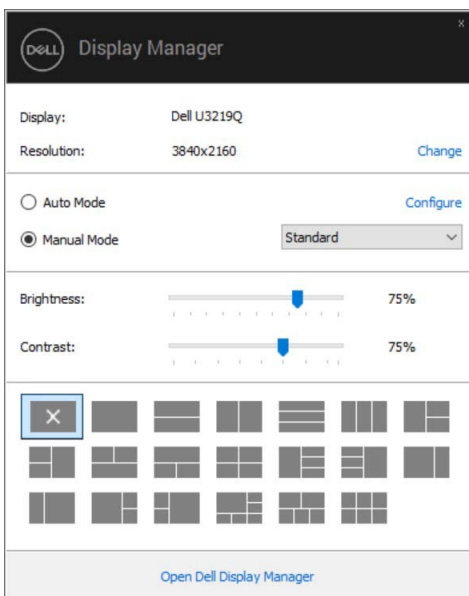 x
DELL Display Manager
Display: Dell U3219Q
Resolution: 3840x2160 Change
Auto Mode Configure
Manual Mode Standard
Brightness: 75%
Contrast: 75%
Open Dell Display Manager